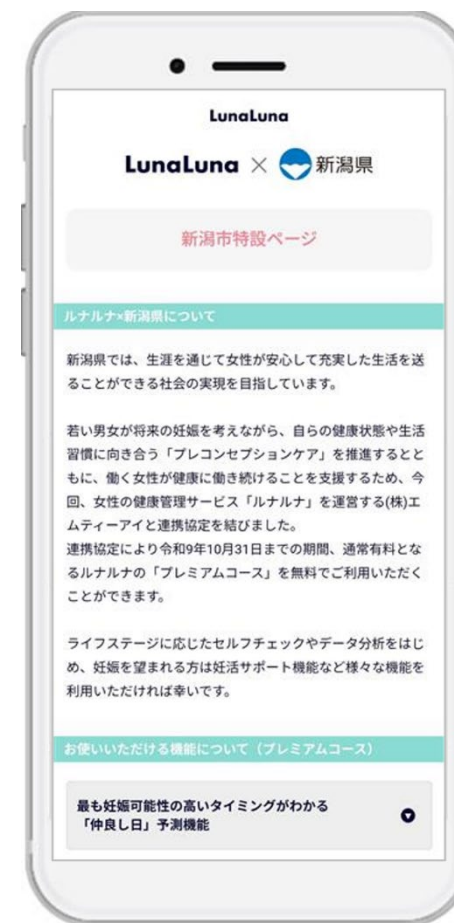 LunaLuna
LunaLuna × 新潟県
新潟市特設ページ
ルナルナ×新潟県について
新潟県では、生涯を通じて女性が安心して充実した生活を送
ることができる社会の実現を目指しています。
若い男女が将来の妊娠を考えながら、自らの健康状態や生活
習慣に向き合う「プレコンセプションケア」を推進するとと
もに、働く女性が健康に働き続けることを支援するため、今
回、女性の健康管理サービス「ルナルナ」を運営する(株)エ
ムティーアイと連携協定を結びました。
連携協定により令和9年10月31日までの期間、通常有料とな
るルナルナの「プレミアムコース」を無料でご利用いただく
ことができます。
ライフステージに応じたセルフチェックやデータ分析をはじ
め、妊娠を望まれる方は妊活サポート機能など様々な機能を
利用いただければ幸いです。
お使いいただける機能について（プレミアムコース）
最も妊娠可能性の高いタイミングがわかる
「仲良し日」予測機能